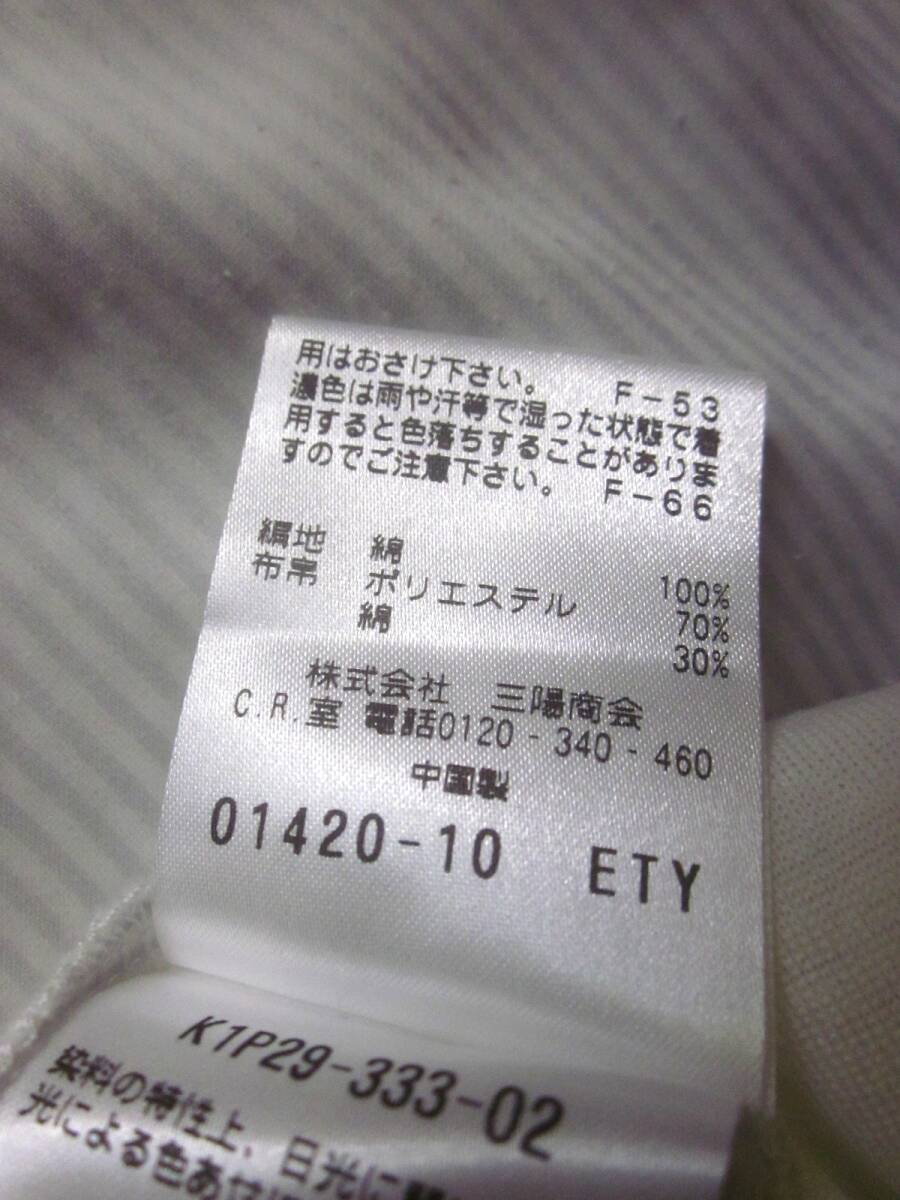 用はおさけ下さい。 F-53
濃色は雨や汗等で湿った状態で着
用すると色落ちすることがありま
すのでご注意下さい。 F-66
編地 綿 100%
布帛 ポリエステル 70%
綿 30%
株式会社 三陽商会
C.R.室 電話0120-340-460
中国製
01420-10 ETY
K1P29-333-02
染料の特性上、日光に
光による色あせ